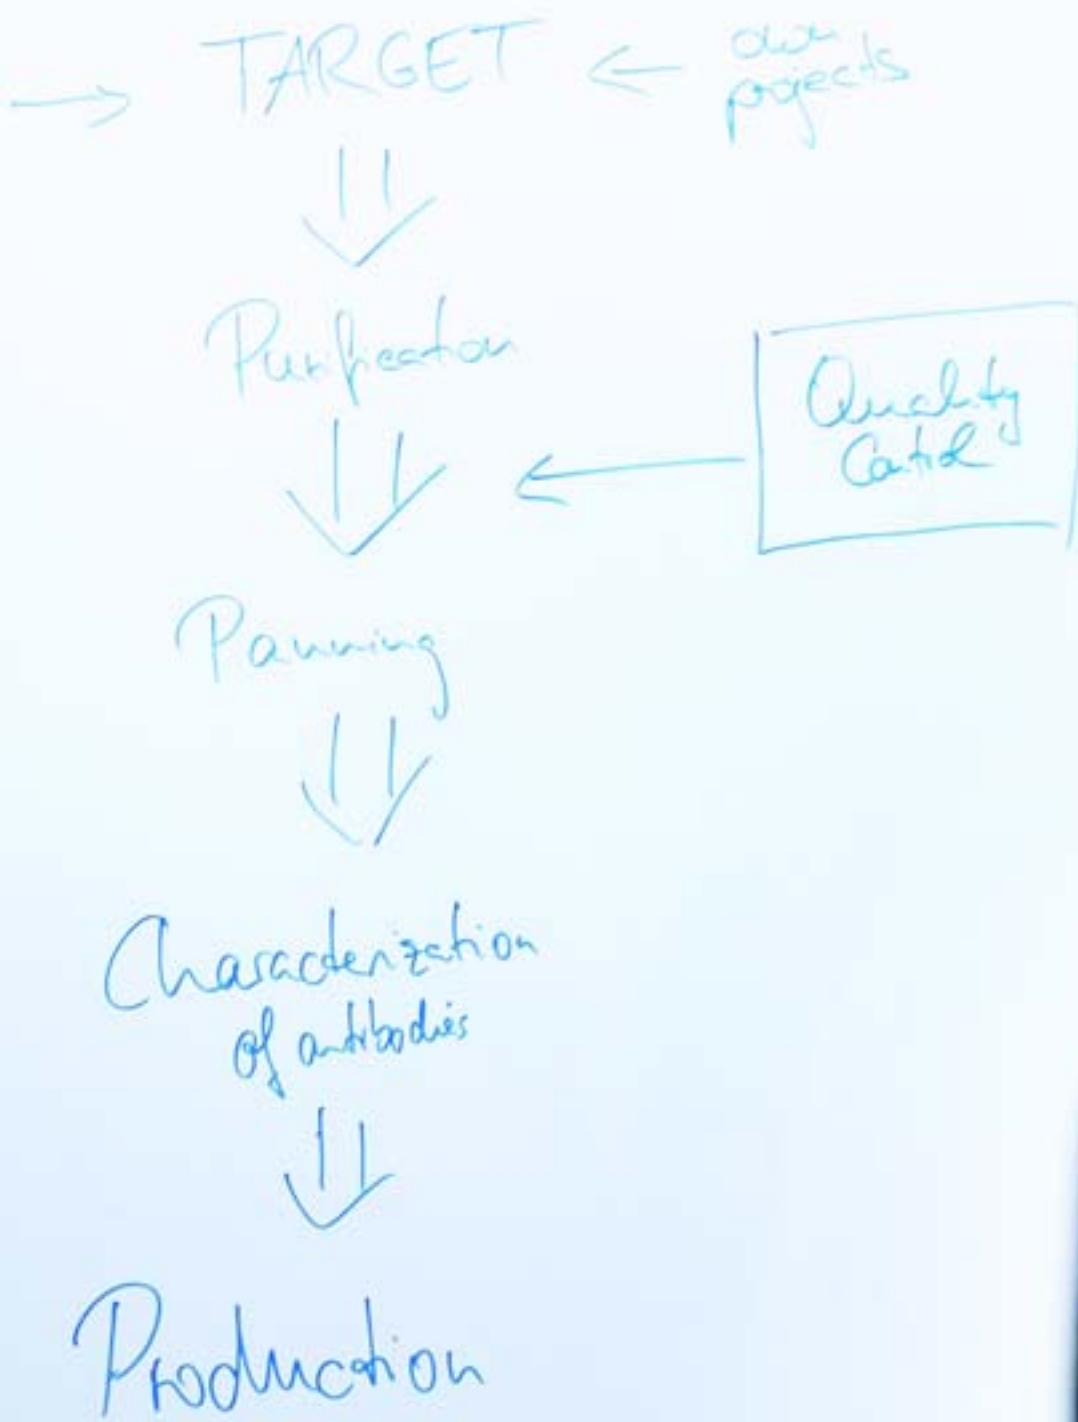 TARGET
own
projects
Purification
Quality
Control
Panning
Characterization
of antibodies
Production